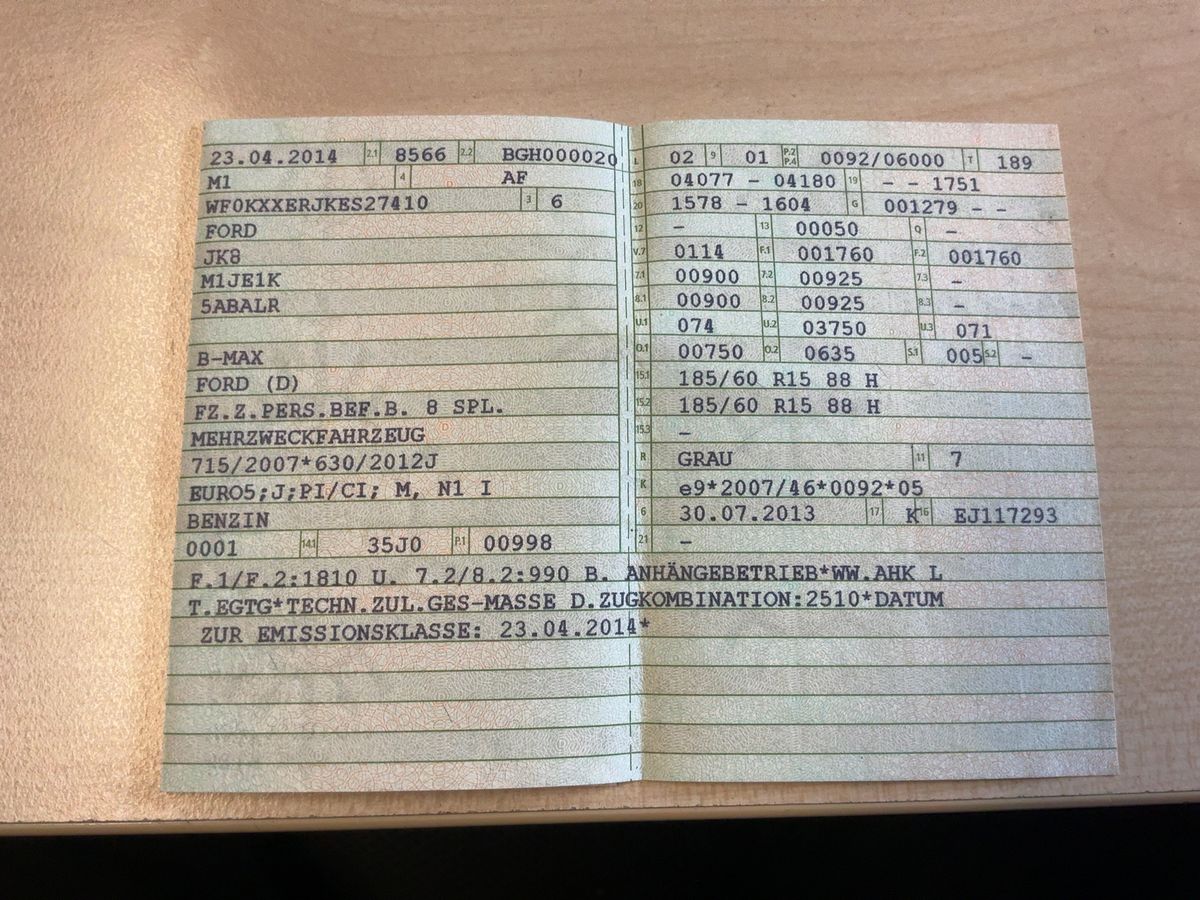 23.04.2014 2.1 8566 2.2 BGH000020
M1 4 AF
WF0KXXERJKES27410 3 6
FORD
JK8
M1JE1K
5ABALR
B-MAX
FORD (D)
FZ.Z.PERS.BEF.B. 8 SPL.
MEHRZWECKFAHRZEUG
715/2007*630/2012J
EURO5;J;PI/CI; M, N1 I
BENZIN
0001 14.1 35J0 P.1 00998
L 02 9 01 P.2 P.4 0092/06000 T 189
18 04077 - 04180 19 - - 1751
20 1578 - 1604 G 001279 - -
12 - 13 00050 Q -
V.7 0114 F.1 001760 F.2 001760
7.1 00900 7.2 00925 7.3 -
8.1 00900 8.2 00925 8.3 -
U.1 074 U.2 03750 U.3 071
O.1 00750 O.2 0635 S.1 005 S.2 -
15.1 185/60 R15 88 H
15.2 185/60 R15 88 H
15.3 -
R GRAU 11 7
K e9*2007/46*0092*05
6 30.07.2013 17 K 16 EJ117293
21 -
F.1/F.2:1810 U. 7.2/8.2:990 B. ANHÄNGEBETRIEB*WW.AHK L
T.EGTG*TECHN.ZUL.GES-MASSE D.ZUGKOMBINATION:2510*DATUM
ZUR EMISSIONSKLASSE: 23.04.2014*